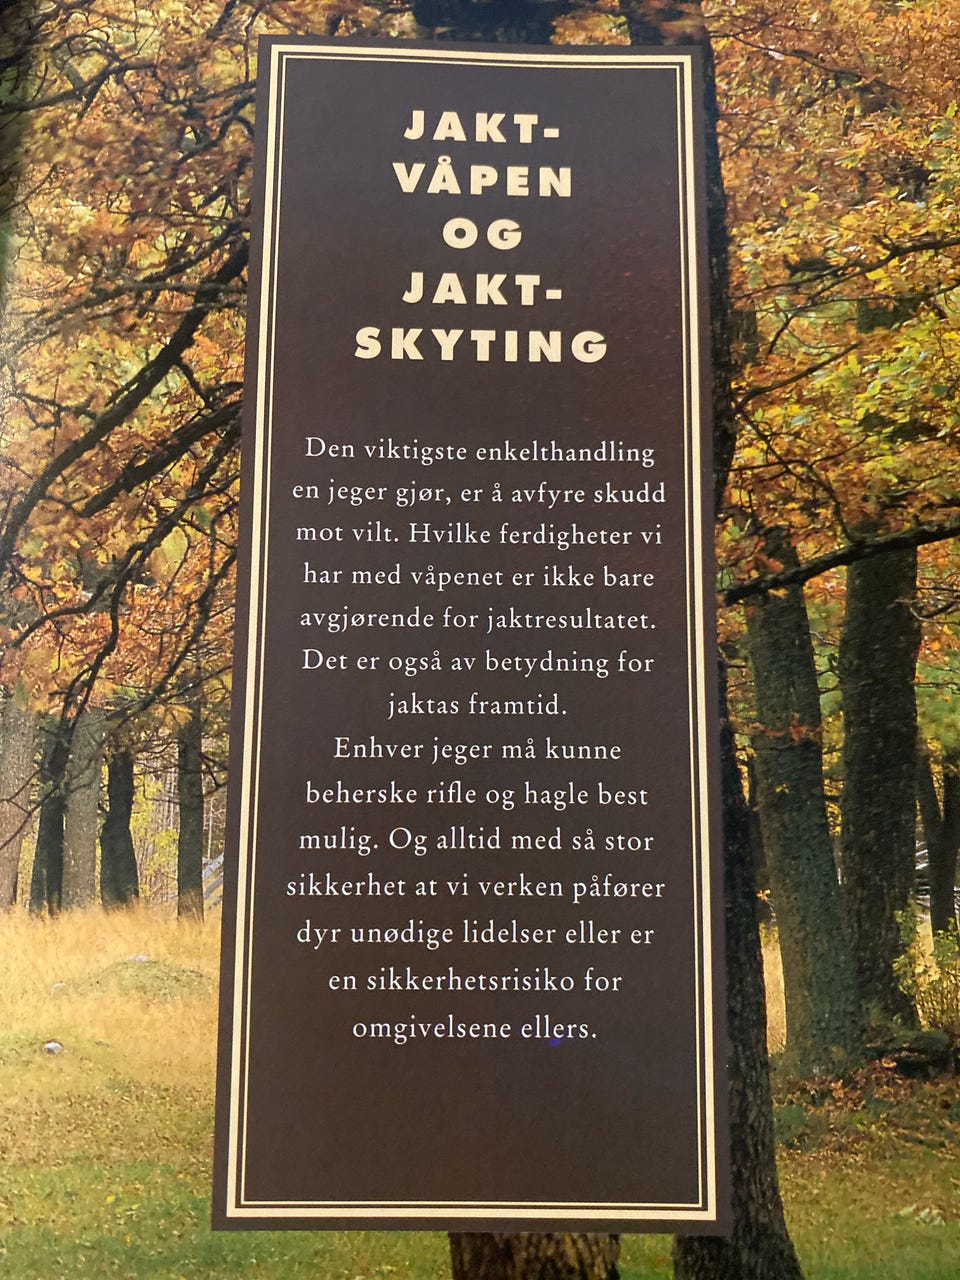 JAKT-
VÅPEN
OG
JAKT-
SKYTING
Den viktigste enkelthandling
en jeger gjør, er å avfyre skudd
mot vilt. Hvilke ferdigheter vi
har med våpenet er ikke bare
avgjørende for jaktresultatet.
Det er også av betydning for
jaktas framtid.
Enhver jeger må kunne
beherske rifle og hagle best
mulig. Og alltid med så stor
sikkerhet at vi verken påfører
dyr unødige lidelser eller er
en sikkerhetsrisiko for
omgivelsene ellers.